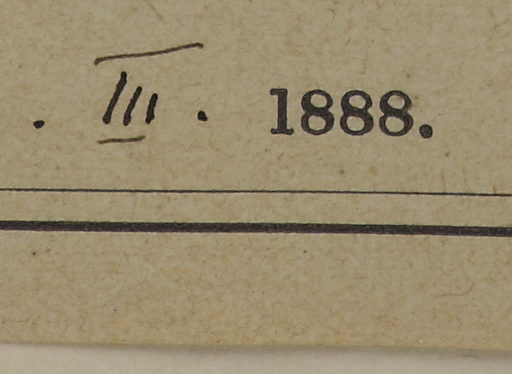 . III . 1888.